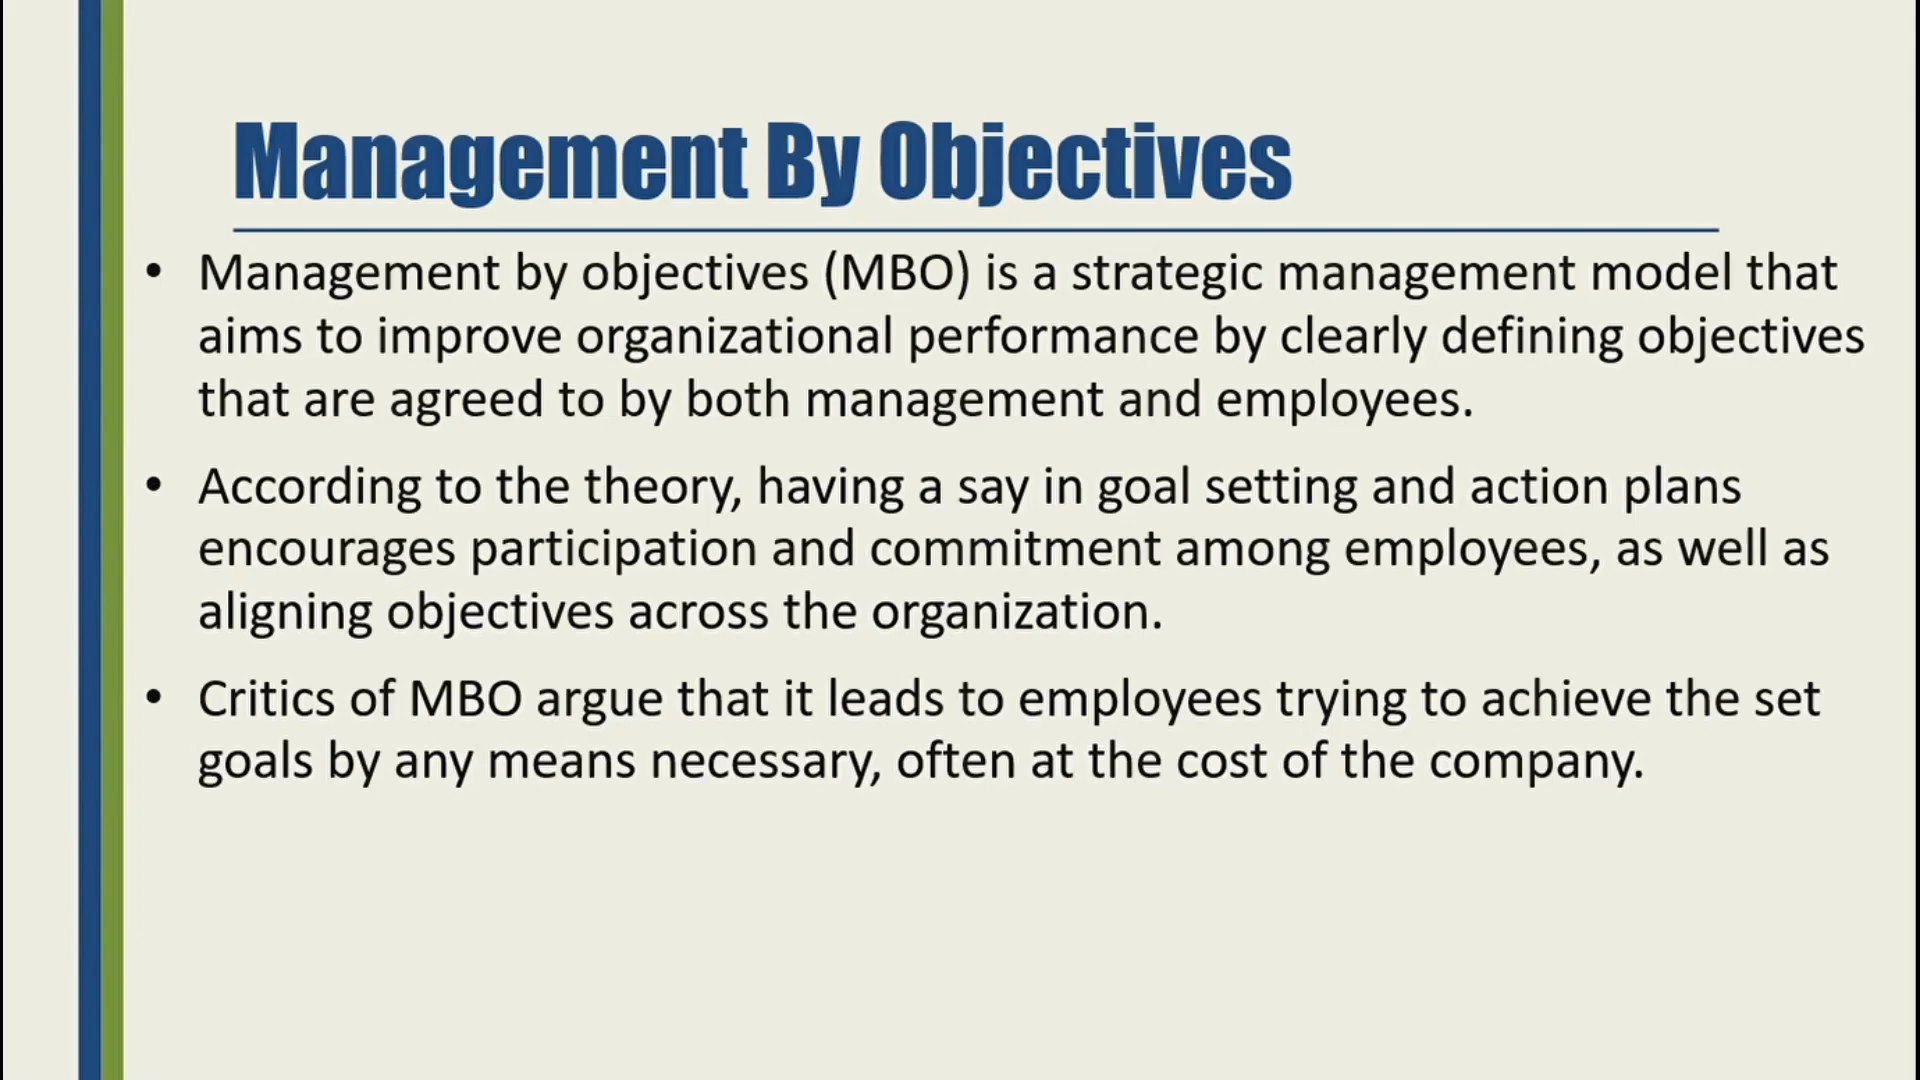 Management By Objectives
• Management by objectives (MBO) is a strategic management model that
aims to improve organizational performance by clearly defining objectives
that are agreed to by both management and employees.
• According to the theory, having a say in goal setting and action plans
encourages participation and commitment among employees, as well as
aligning objectives across the organization.
• Critics of MBO argue that it leads to employees trying to achieve the set
goals by any means necessary, often at the cost of the company.